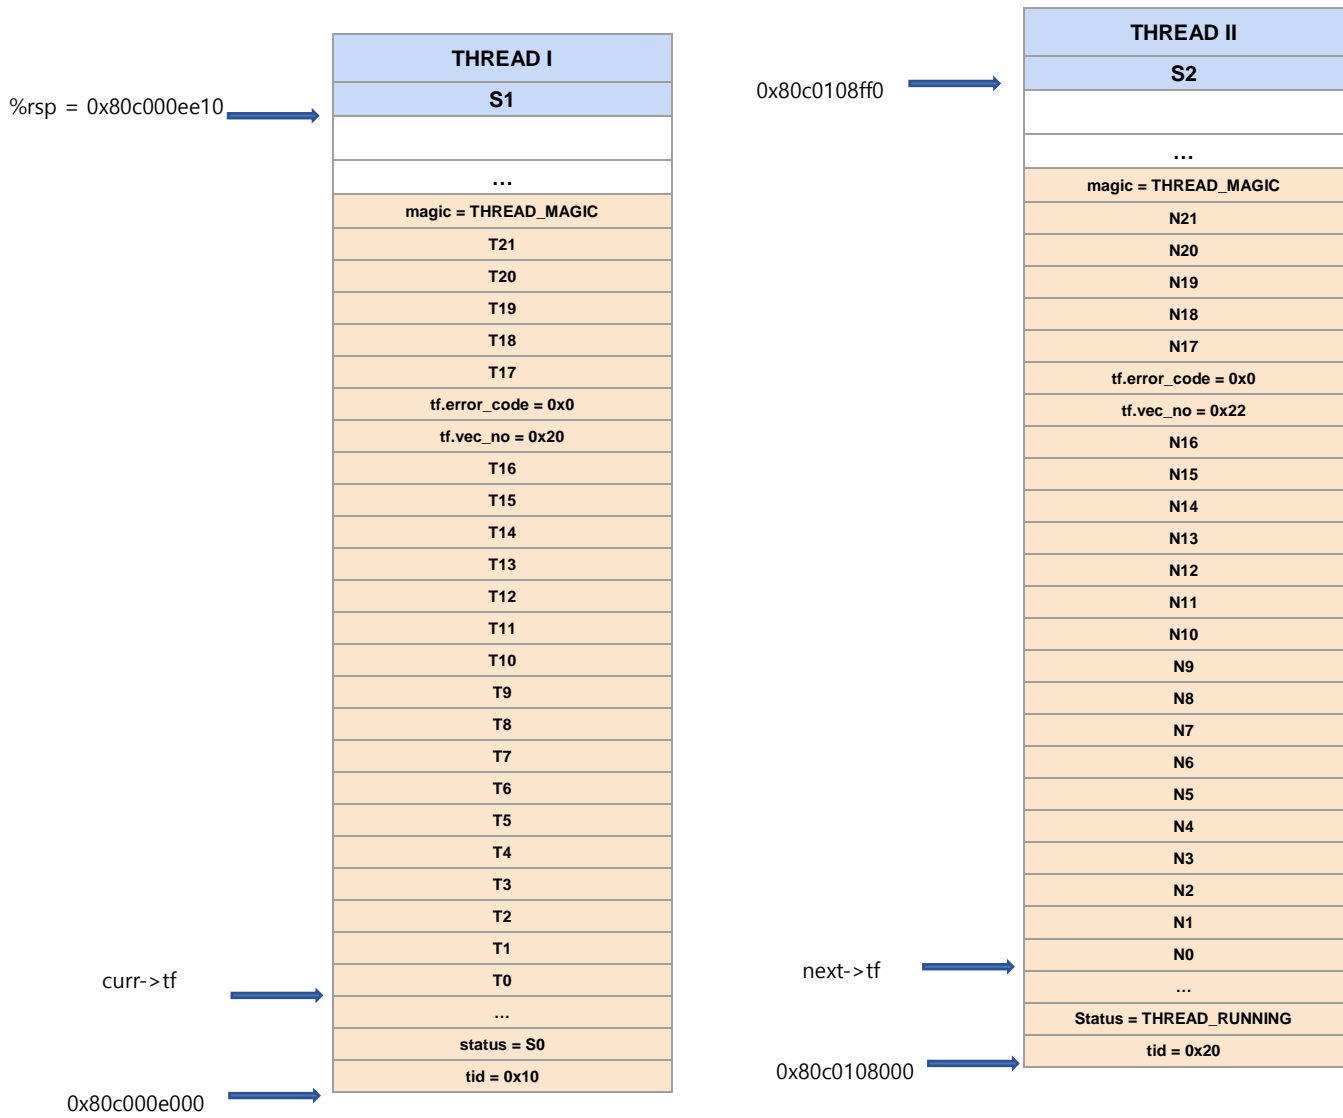 THREAD I
S1
%rsp = 0x80c000ee10
...
magic = THREAD_MAGIC
T21
T20
T19
T18
T17
tf.error_code = 0x0
tf.vec_no = 0x20
T16
T15
T14
T13
T12
T11
T10
T9
T8
T7
T6
T5
T4
T3
T2
T1
curr->tf
T0
...
status = S0
tid = 0x10
0x80c000e000
THREAD II
S2
0x80c0108ff0
...
magic = THREAD_MAGIC
N21
N20
N19
N18
N17
tf.error_code = 0x0
tf.vec_no = 0x22
N16
N15
N14
N13
N12
N11
N10
N9
N8
N7
N6
N5
N4
N3
N2
N1
N0
next->tf
...
Status = THREAD_RUNNING
tid = 0x20
0x80c0108000